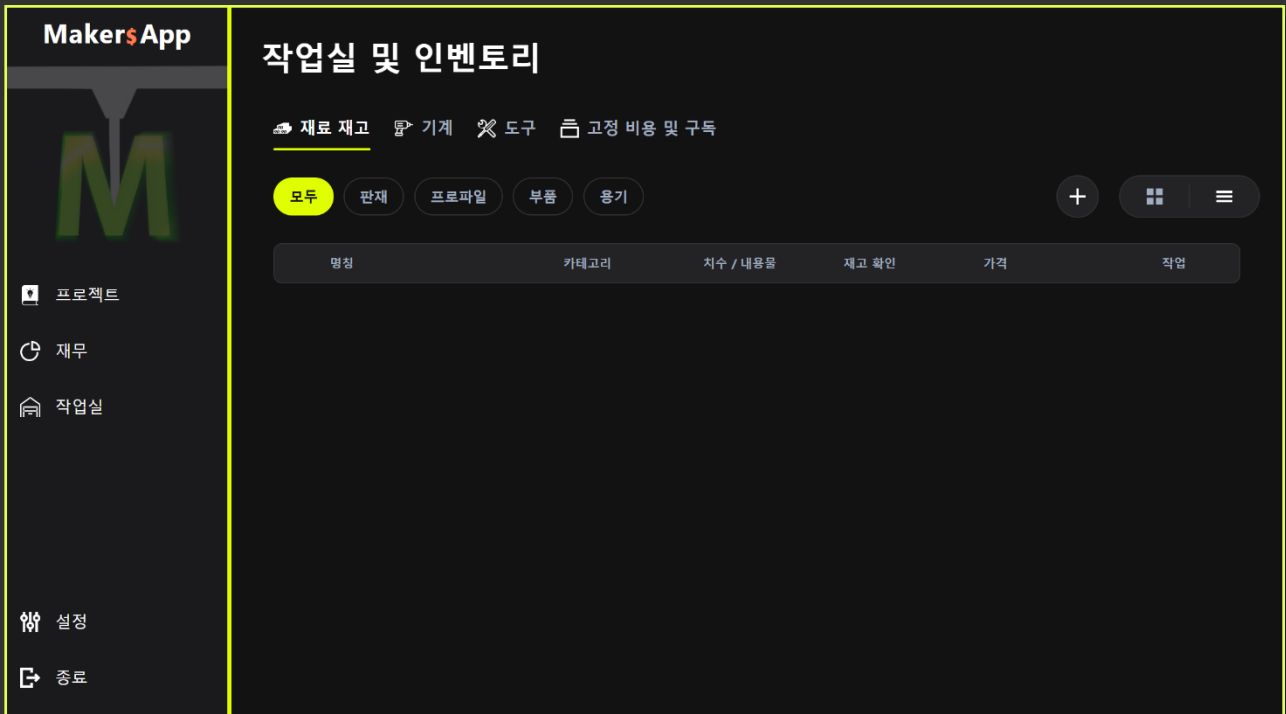 Maker$App
M
프로젝트
재무
작업실
설정
종료
작업실 및 인벤토리
재료 재고 기계 도구 고정 비용 및 구독
모두 판재 프로파일 부품 용기
명칭 카테고리 치수 / 내용물 재고 확인 가격 작업